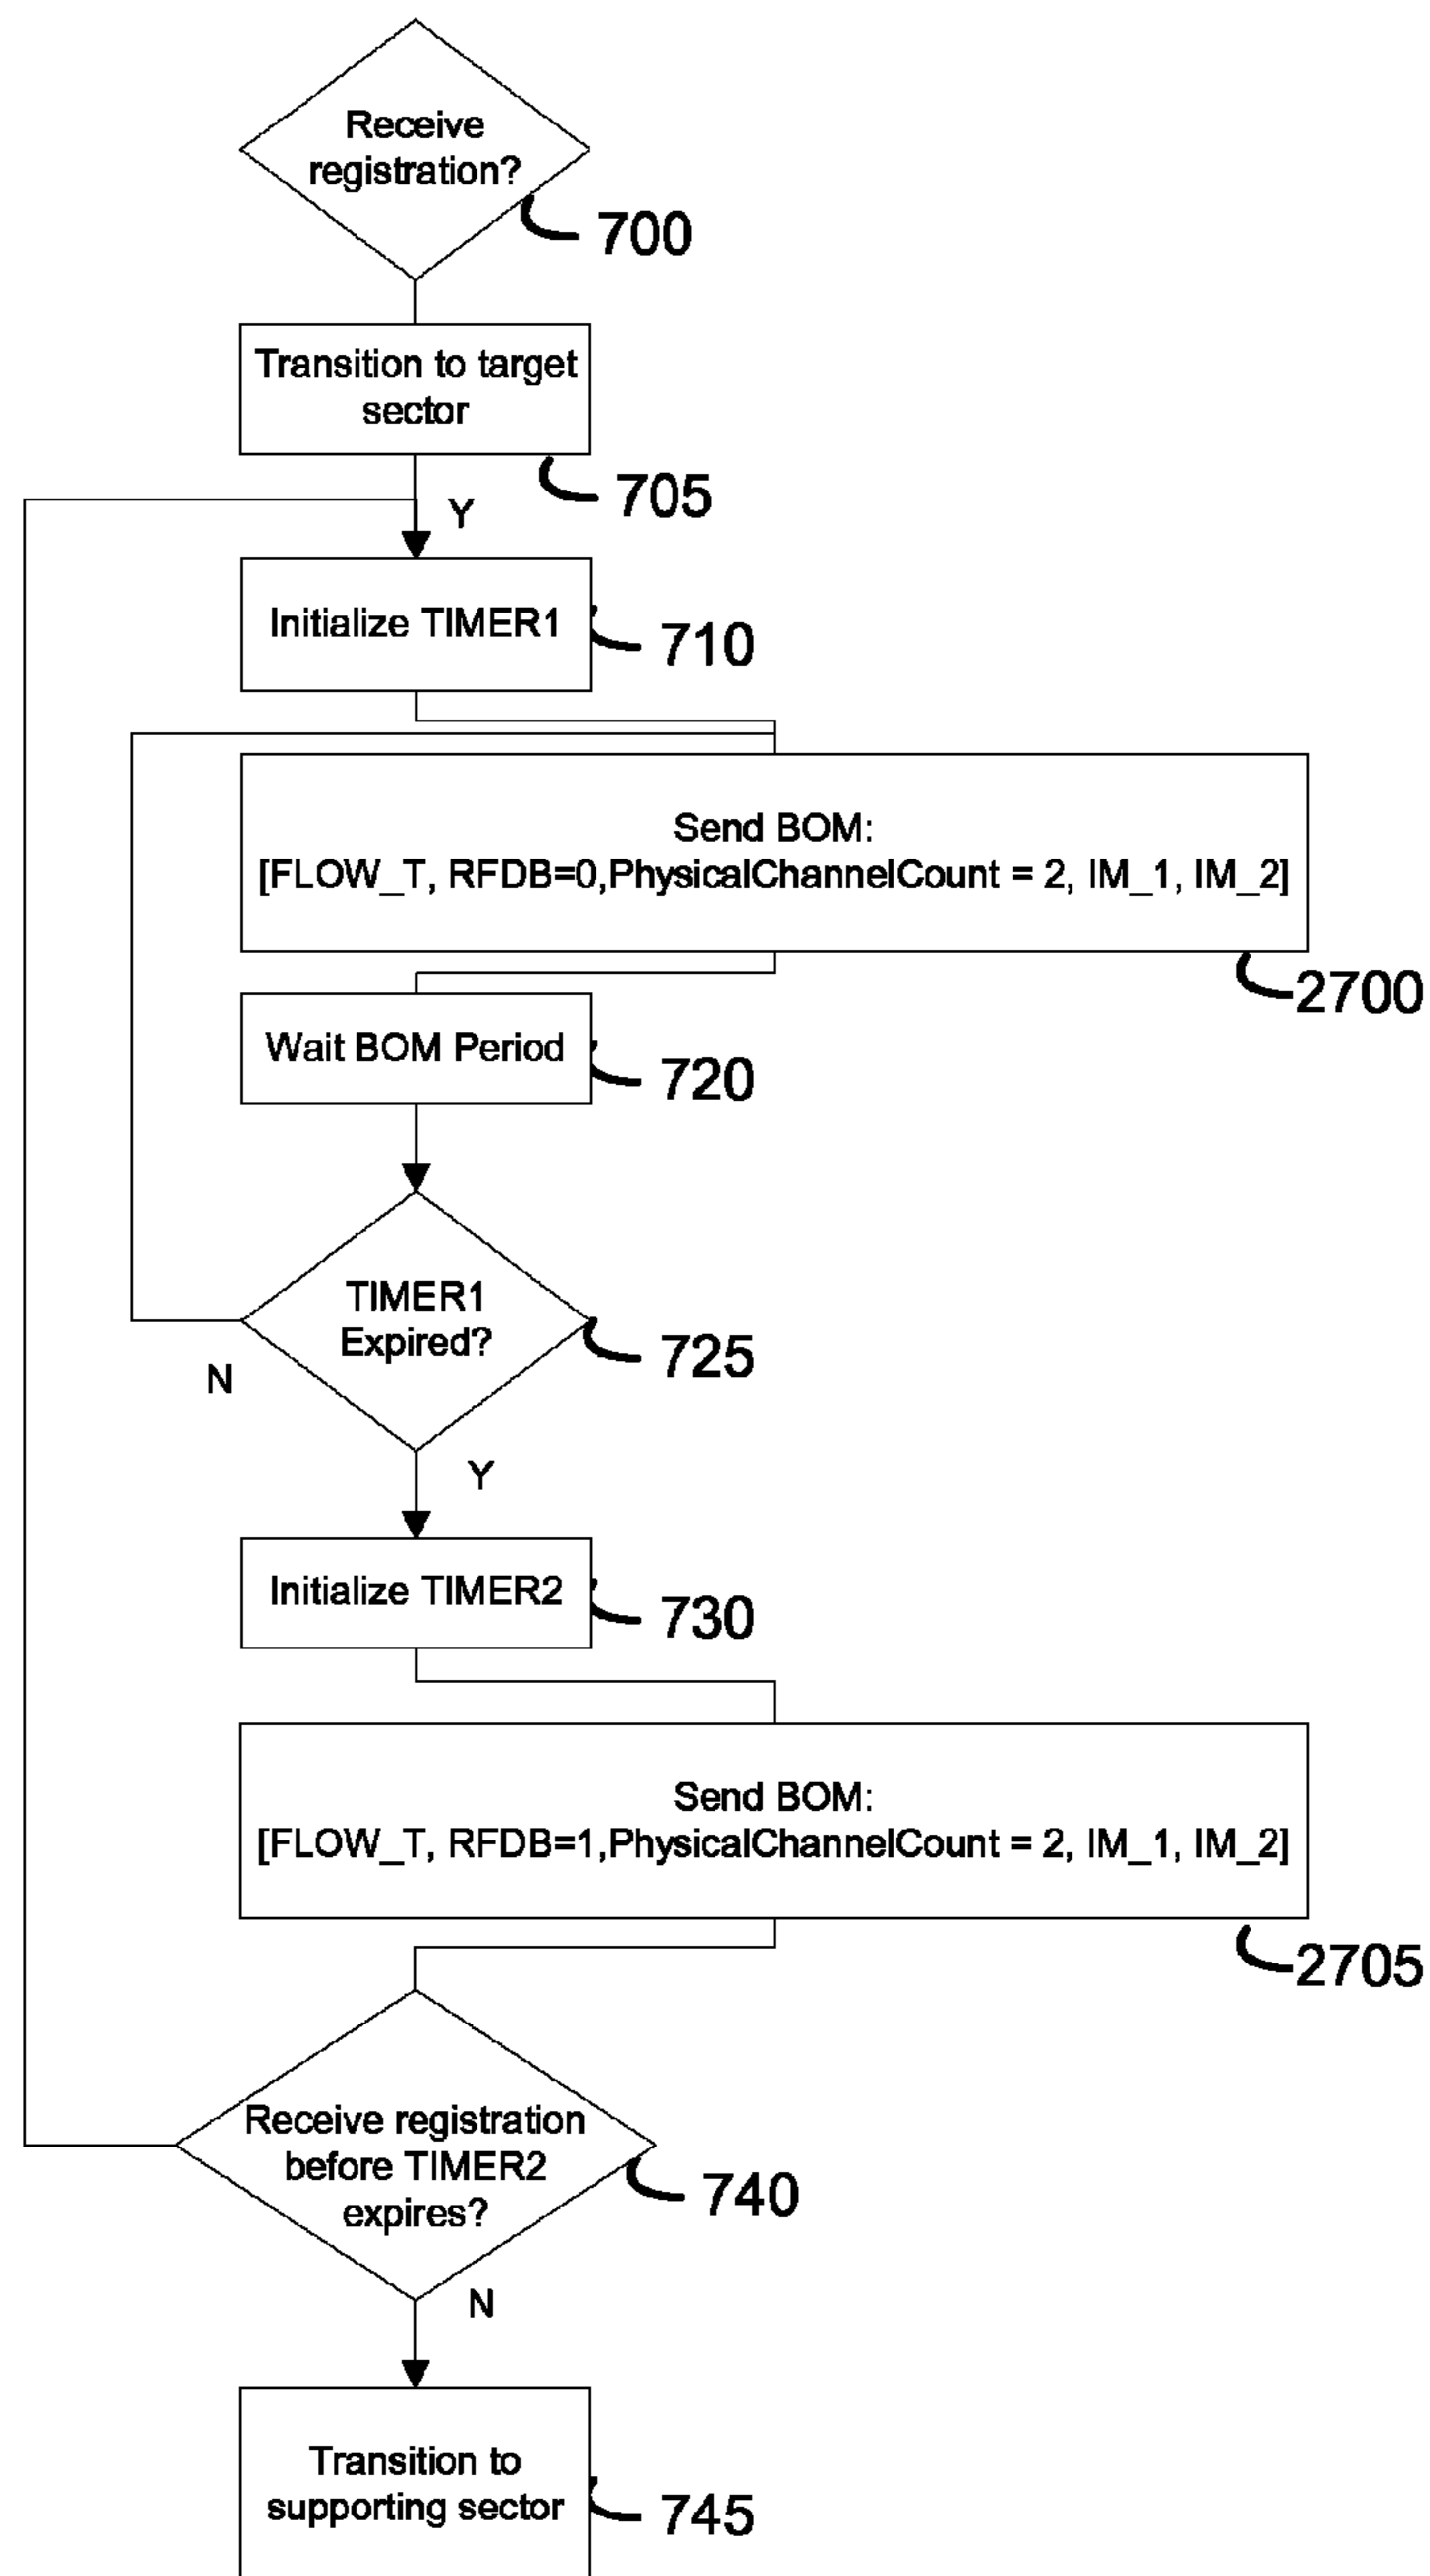 Receive
registration?
700
Transition to target
sector
705
Y
Initialize TIMER1
710
Send BOM:
[FLOW_T, RFDB=0,PhysicalChannelCount = 2, IM_1, IM_2]
2700
Wait BOM Period
720
TIMER1
Expired?
725
N
Y
Initialize TIMER2
730
Send BOM:
[FLOW_T, RFDB=1,PhysicalChannelCount = 2, IM_1, IM_2]
2705
Receive registration
before TIMER2
expires?
740
N
Transition to
supporting sector
745